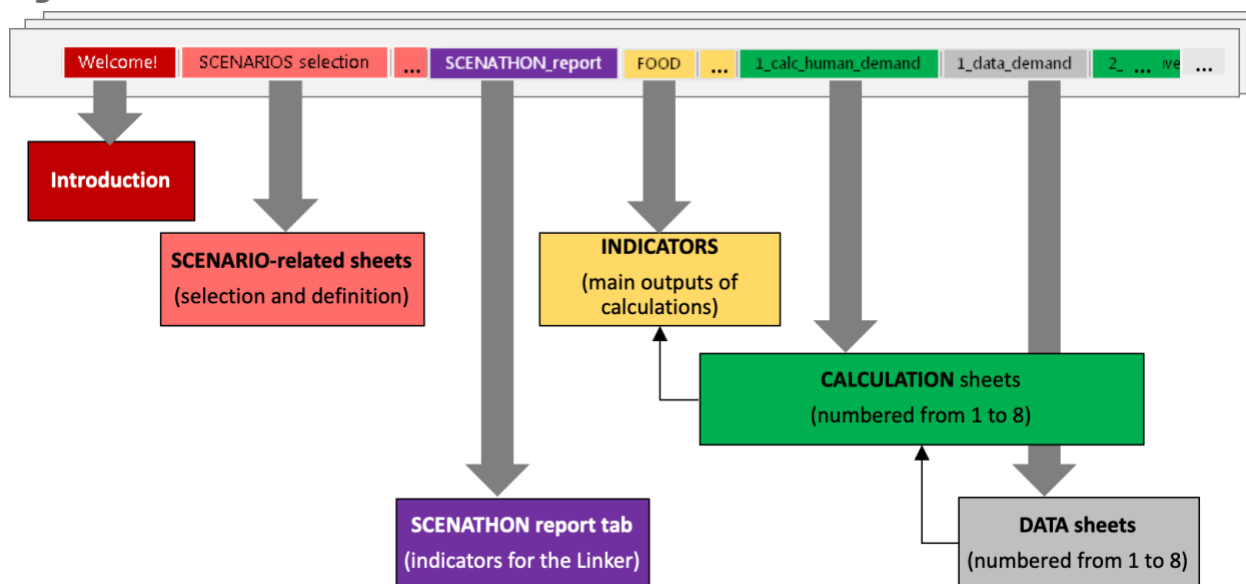 Welcome!
SCENARIOS selection
...
SCENATHON_report
FOOD
...
1_calc_human_demand
1_data_demand
2_ ... ive
...
Introduction
SCENARIO-related sheets
(selection and definition)
INDICATORS
(main outputs of
calculations)
CALCULATION sheets
(numbered from 1 to 8)
SCENATHON report tab
(indicators for the Linker)
DATA sheets
(numbered from 1 to 8)